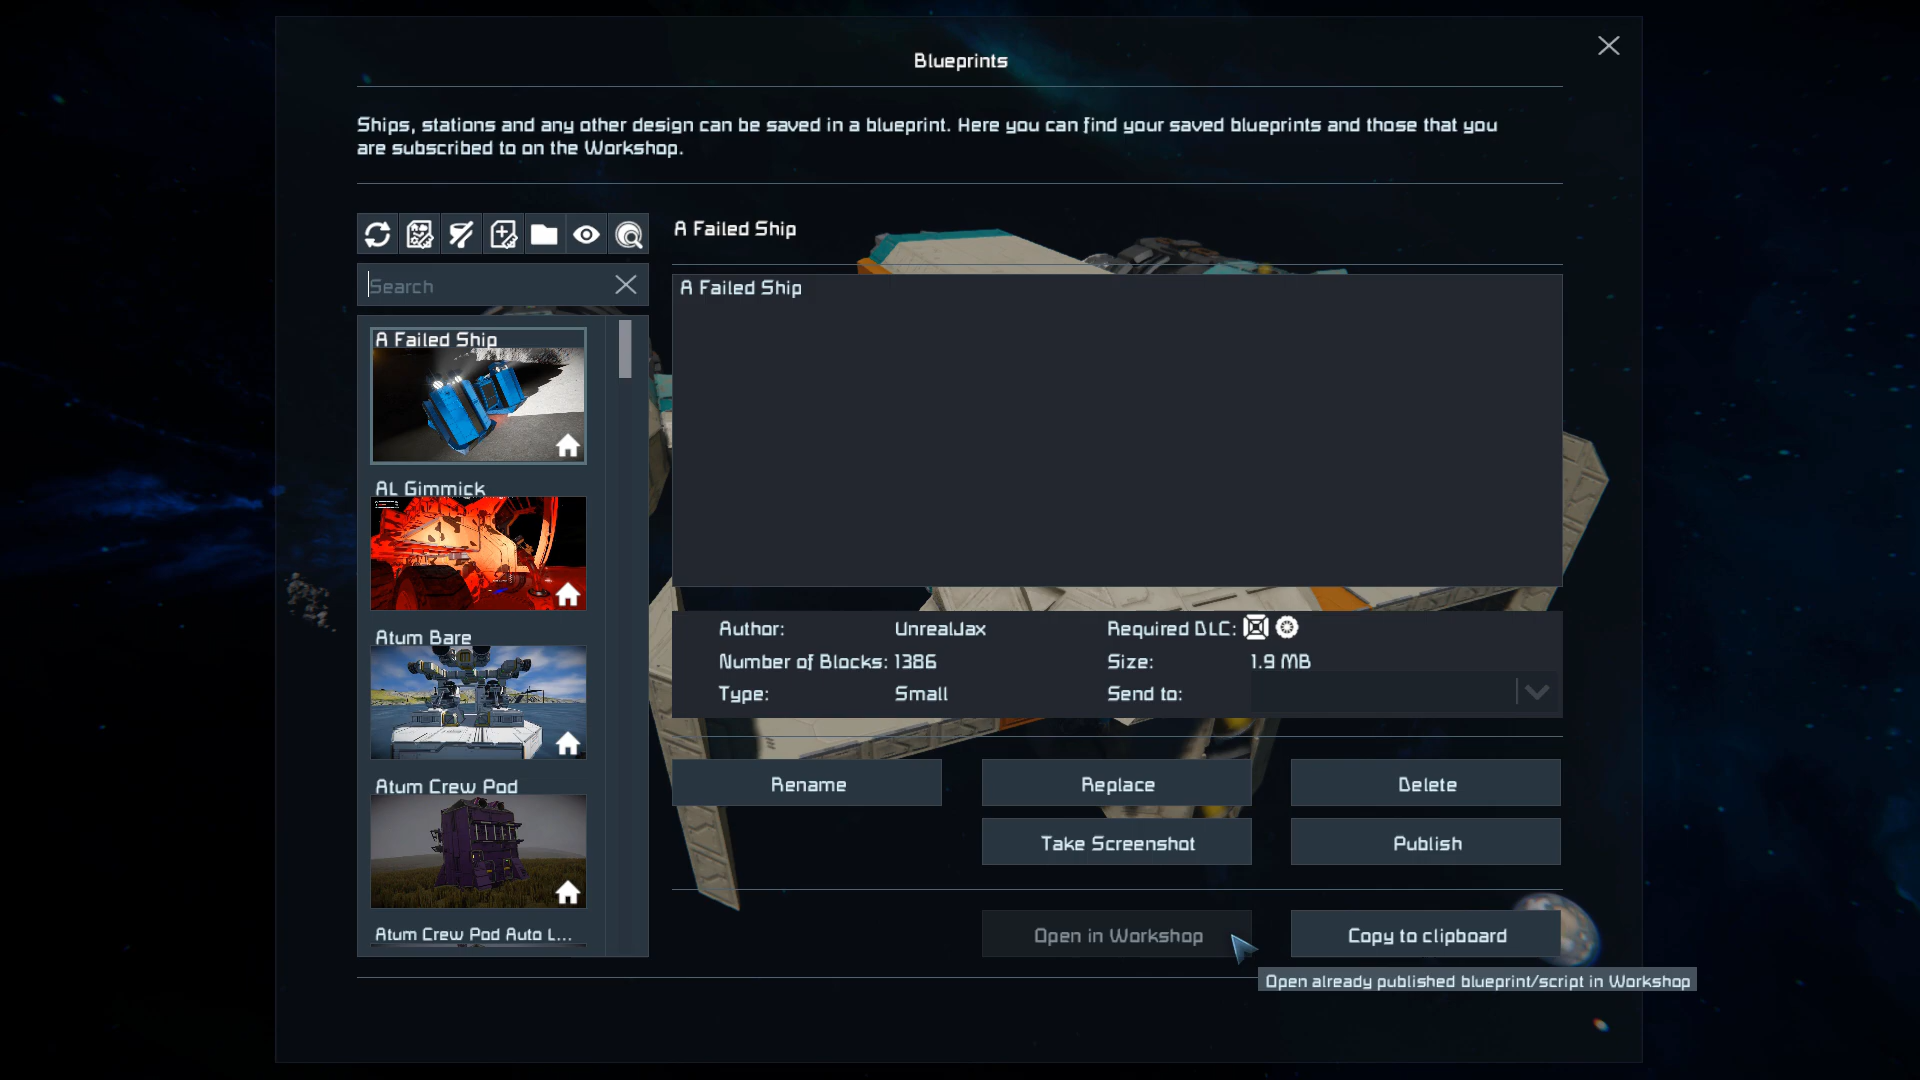 Blueprints
Ships, stations and any other design can be saved in a blueprint. Here you can find your saved blueprints and those that you
are subscribed to on the Workshop.
Search
A Failed Ship
AL Gimmick
Atum Bare
Atum Crew Pod
Atum Crew Pod Auto L...
A Failed Ship
A Failed Ship
Author: UnrealJax Required DLC:
Number of Blocks: 1386 Size: 1.9 MB
Type: Small Send to:
Rename Replace Delete
Take Screenshot Publish
Open in Workshop Copy to clipboard
Open already published blueprint/script in Workshop